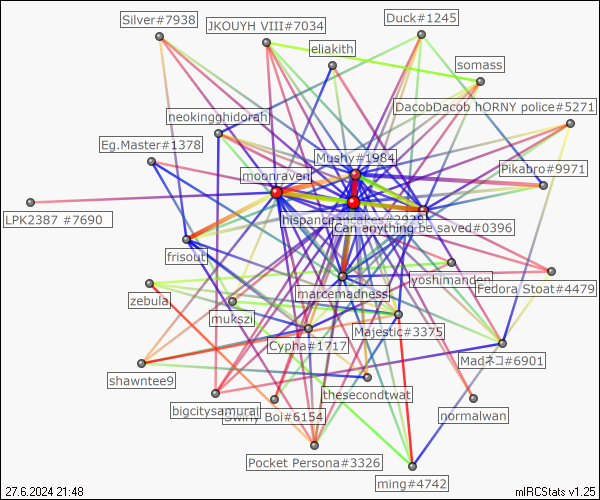 Silver#7938
JKOUYH VIII#7034
Duck#1245
eliakith
somass
DacobDacob hORNY police#5271
neokingghidorah
Eg.Master#1378
Mushy#1984
Pikabro#9971
moonraven
LPK2387 #7690
hispancrancakes#2928
Can anything be saved#0396
frisout
yoshimanden
Fedora Stoat#4479
zebula
marcemadness
mukszi
Majestic#3375
Cypha#1717
Madネコ#6901
shawntee9
thesecondtwat
bigcitysamurai
Boi#6154
normalwan
Pocket Persona#3326
ming#4742
27.6.2024 21:48
mIRCStats v1.25